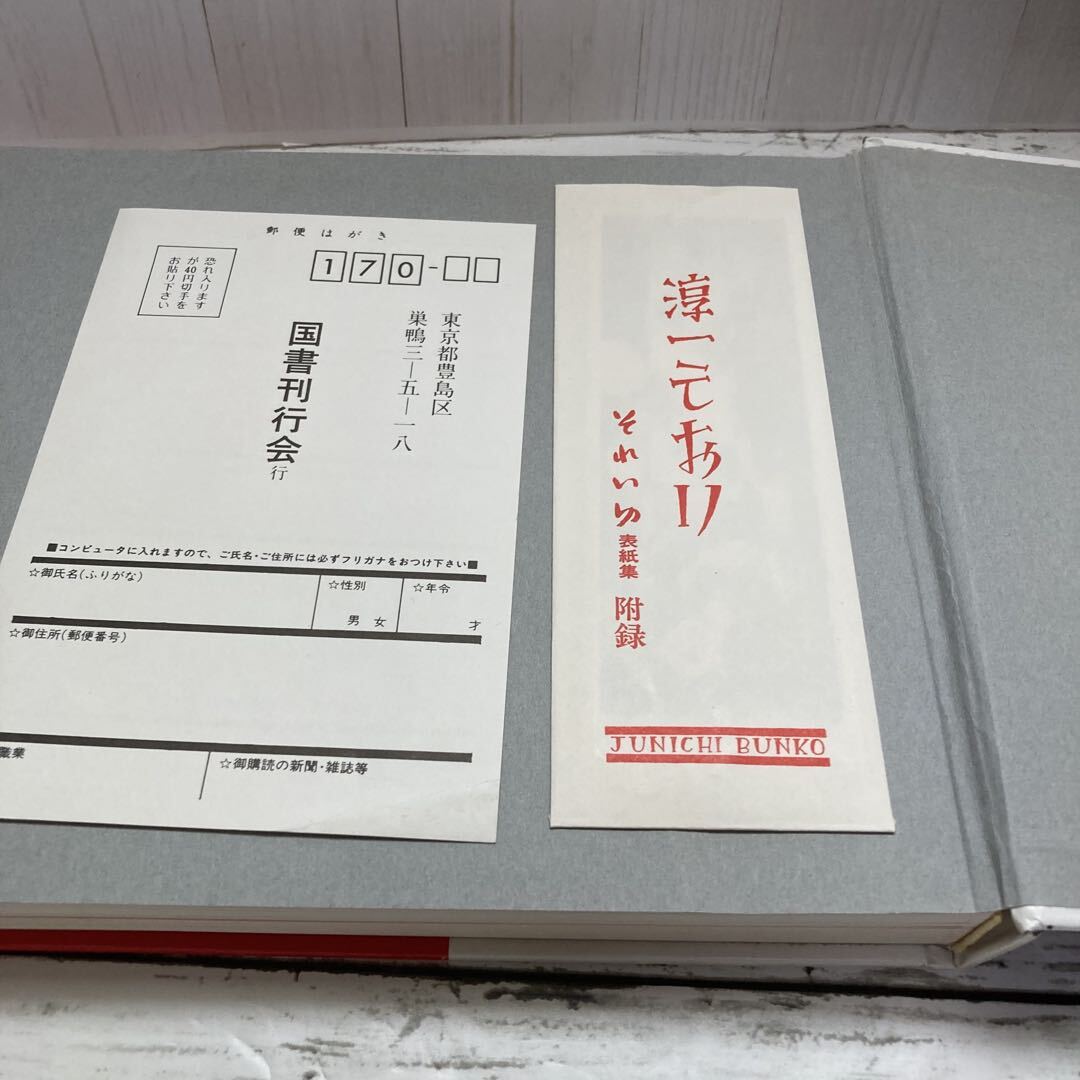 郵便はがき
恐れ入ります
が40円切手を
お貼り下さい
170-
東京都豊島区
巣鴨三―五―一八
国書刊行会行
■コンピュータに入れますので、ご氏名・ご住所には必ずフリガナをおつけ下さい■
☆御氏名(ふりがな)
☆性別
男 女
☆年令
才
☆御住所(郵便番号)
職業
☆御購読の新聞・雑誌等
淳一こでおり
それいゆ表紙集 附録
JUNICHI BUNKO